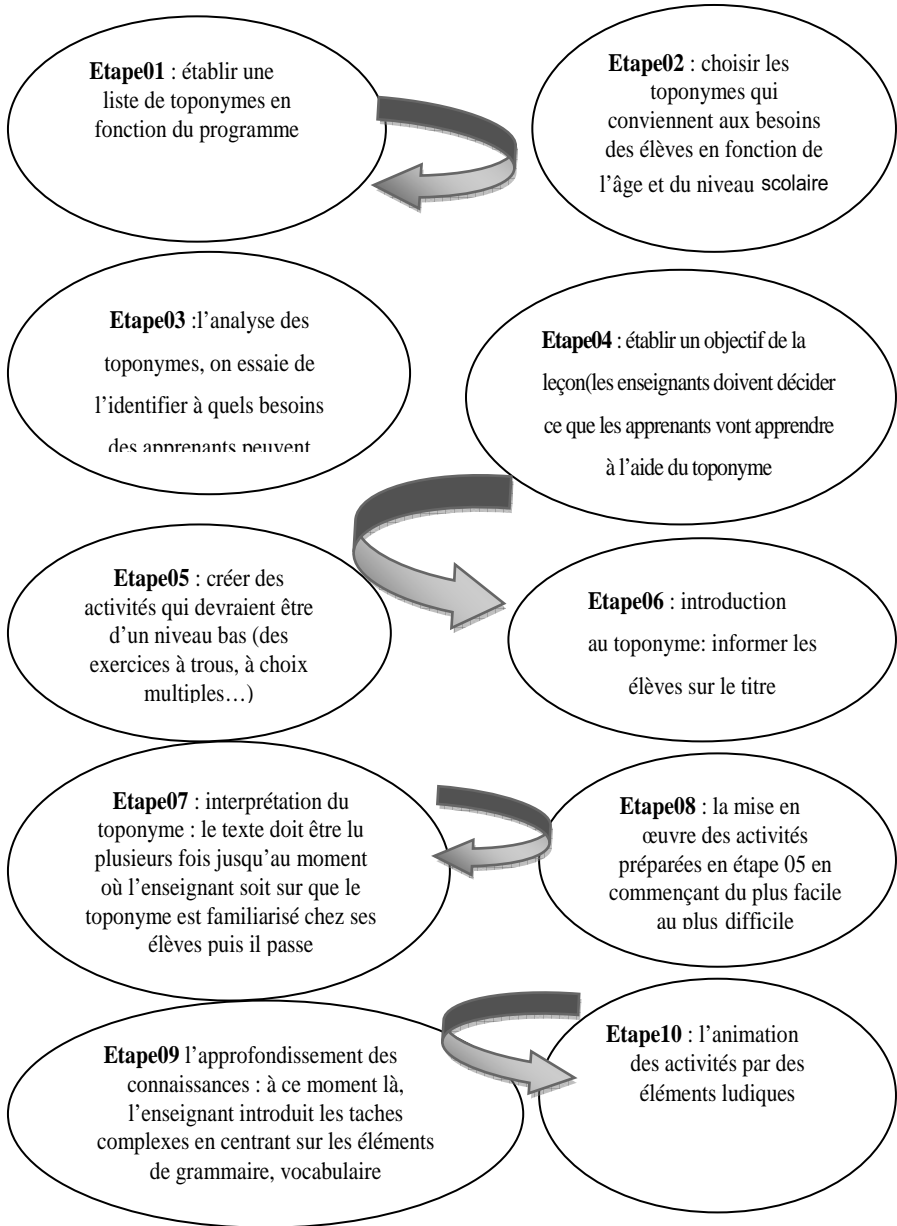 Etape01 : établir une
liste de toponymes en
fonction du programme
Etape02 : choisir les
toponymes qui
conviennent aux besoins
des élèves en fonction de
l'âge et du niveau scolaire
Etape03 :l'analyse des
toponymes, on essaie de
l'identifier à quels besoins
des apprenants peuvent
Etape04 : établir un objectif de la
leçon(les enseignants doivent décider
ce que les apprenants vont apprendre
à l'aide du toponyme
Etape05 : créer des
activités qui devraient être
d'un niveau bas (des
exercices à trous, à choix
multiples…)
Etape06 : introduction
au toponyme: informer les
élèves sur le titre
Etape07 : interprétation du
toponyme : le texte doit être lu
plusieurs fois jusqu'au moment
où l'enseignant soit sur que le
toponyme est familiarisé chez ses
élèves puis il passe
Etape08 : la mise en
œuvre des activités
préparées en étape 05 en
commençant du plus facile
au plus difficile
Etape09 l'approfondissement des
connaissances : à ce moment là,
l'enseignant introduit les taches
complexes en centrant sur les éléments
de grammaire, vocabulaire
Etape10 : l'animation
des activités par des
éléments ludiques